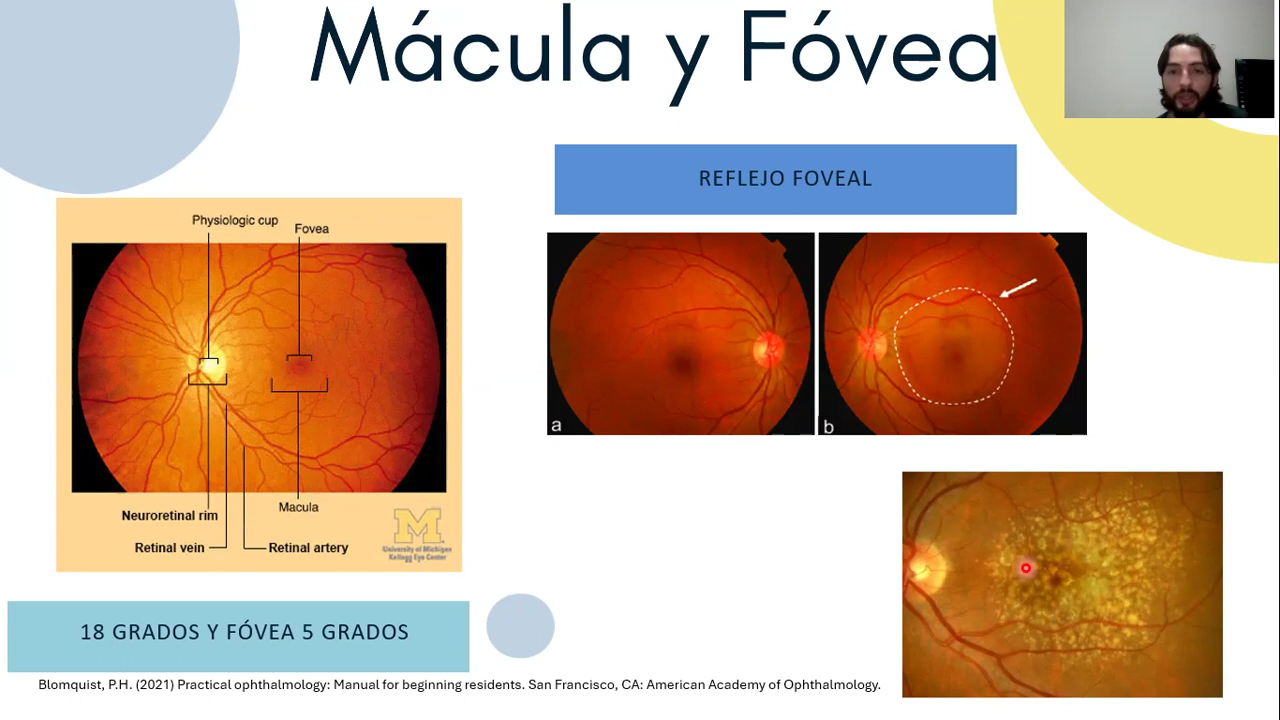 Mácula y Fóvea
REFLEJO FOVEAL
Physiologic cup
Fovea
Macula
Neuroretinal rim
Retinal vein
Retinal artery
M
University of Michigan
Kellogg Eye Center
a
b
18 GRADOS Y FÓVEA 5 GRADOS
Blomquist, P.H. (2021) Practical ophthalmology: Manual for beginning residents. San Francisco, CA: American Academy of Ophthalmology.